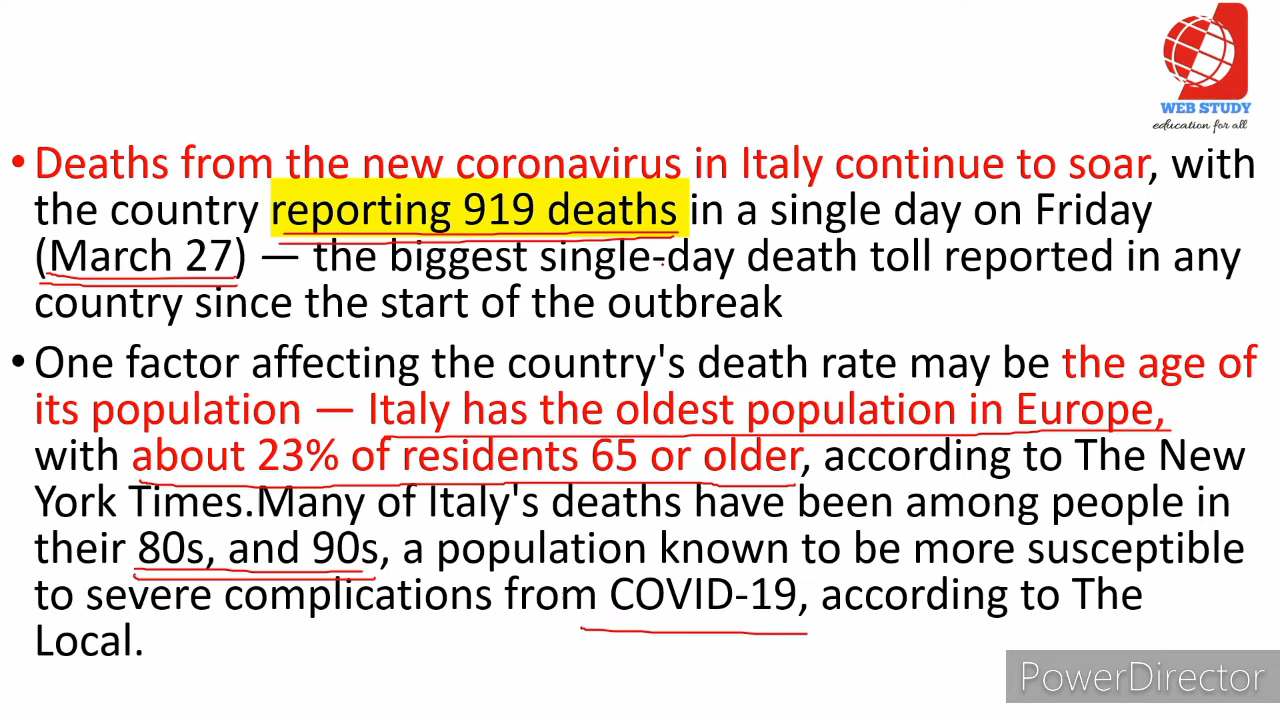 WEB STUDY
education for all
• Deaths from the new coronavirus in Italy continue to soar, with
the country reporting 919 deaths in a single day on Friday
(March 27) — the biggest single-day death toll reported in any
country since the start of the outbreak
• One factor affecting the country's death rate may be the age of
its population — Italy has the oldest population in Europe,
with about 23% of residents 65 or older, according to The New
York Times.Many of Italy's deaths have been among people in
their 80s, and 90s, a population known to be more susceptible
to severe complications from COVID-19, according to The
Local.
PowerDirector